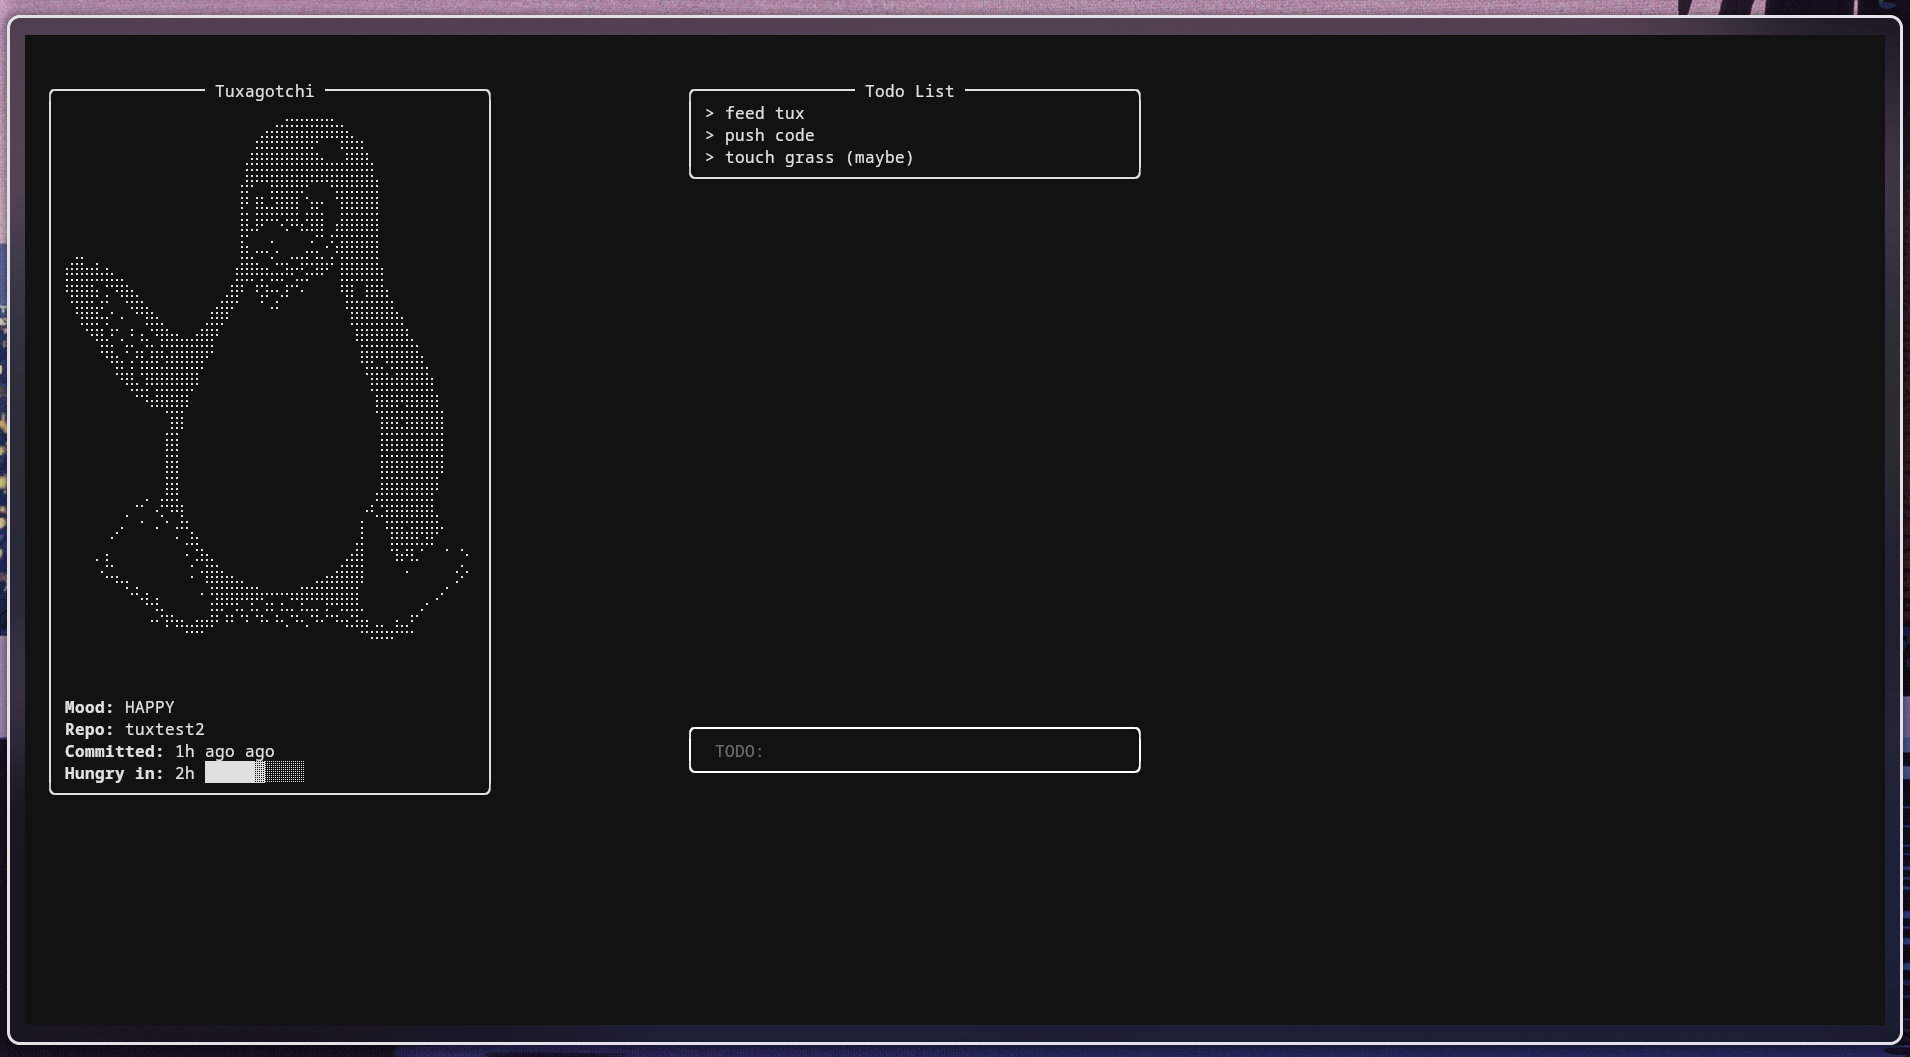 Tuxagotchi
Mood: HAPPY
Repo: tuxtest2
Committed: 1h ago ago
Hungry in: 2h
Todo List
> feed tux
> push code
> touch grass (maybe)
TODO: